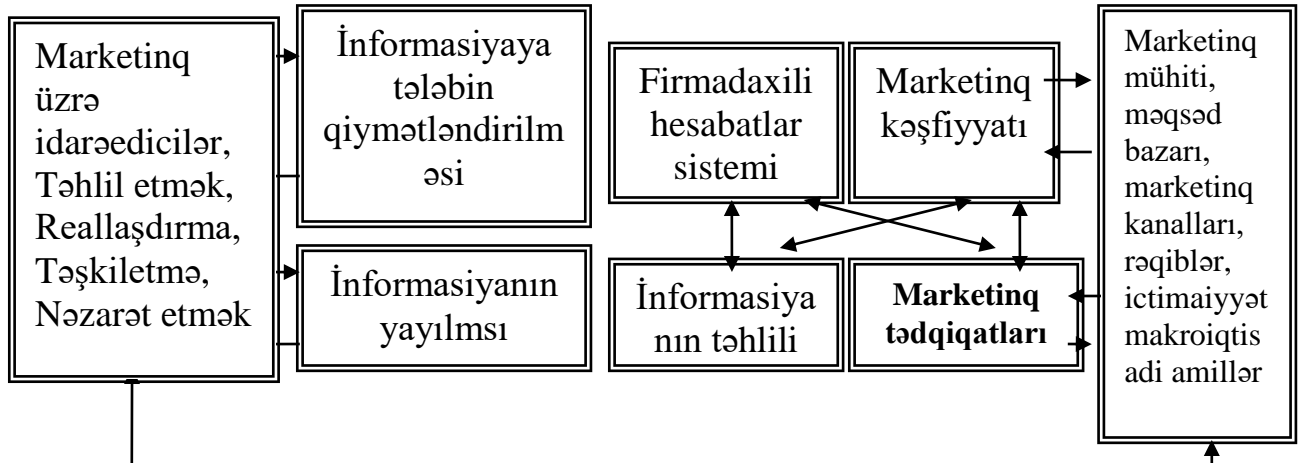 Marketinq
üzrə
idarəedicilər,
Təhlil etmək,
Reallaşdırma,
Təşkiletmə,
Nəzarət etmək
İnformasiyaya
tələbin
qiymətləndirilm
əsi
İnformasiyanın
yayılmsı
Firmadaxili
hesabatlar
sistemi
Marketinq
kəşfiyyatı
İnformasiya
nın təhlili
Marketinq
tədqiqatları
Marketinq
mühiti,
məqsəd
bazarı,
marketinq
kanalları,
rəqiblər,
ictimaiyyət
makroiqtis
adi amillər